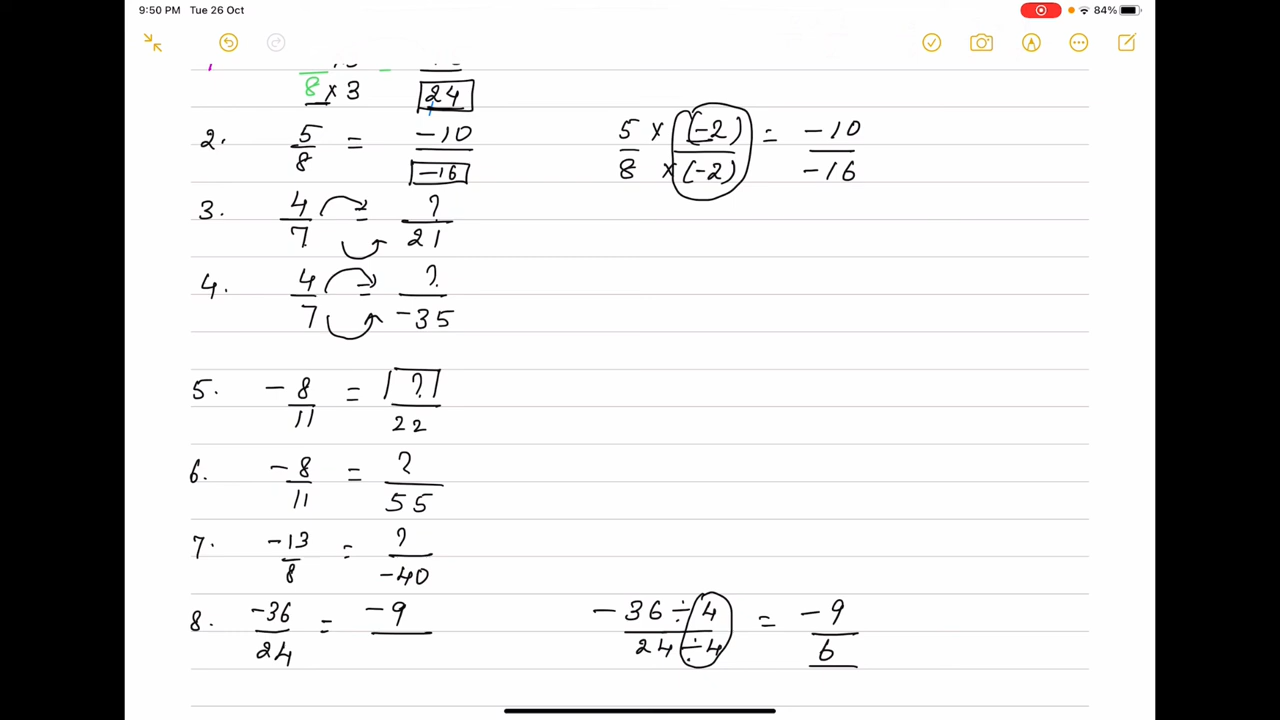 9:50 PM Tue 26 Oct 84%
8 × 3 24
2. 5/8 = -10/-16 5/8 × (-2)/(-2) = -10/-16
3. 4/7 = ?/21
4. 4/7 = ?/-35
5. -8/11 = ?/22
6. -8/11 = ?/55
7. -13/8 = ?/-40
8. -36/24 = -9/ -36÷4/24÷4 = -9/6